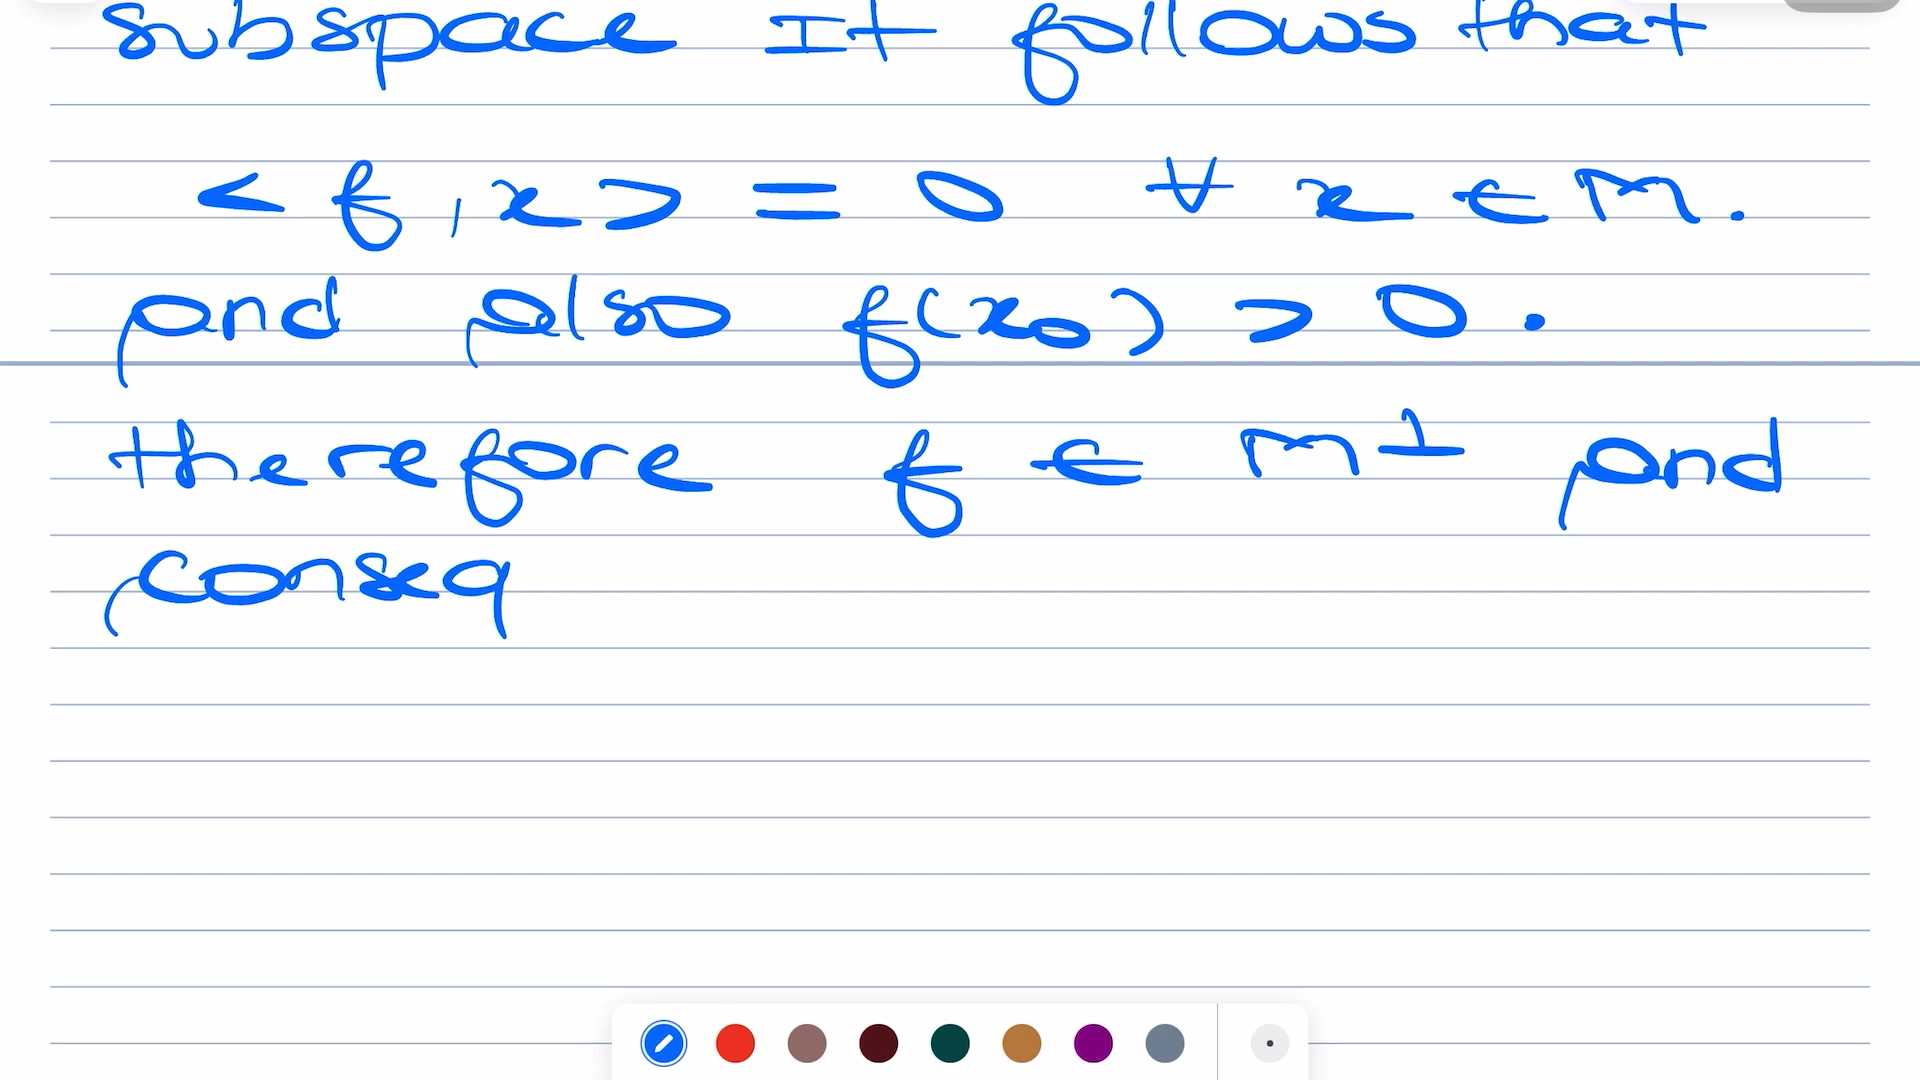 subspace It follows that
< f, x > = 0 ∀ x ∈ M.
and also f(x₀) > 0.
therefore f ∈ M⊥ and
conseq